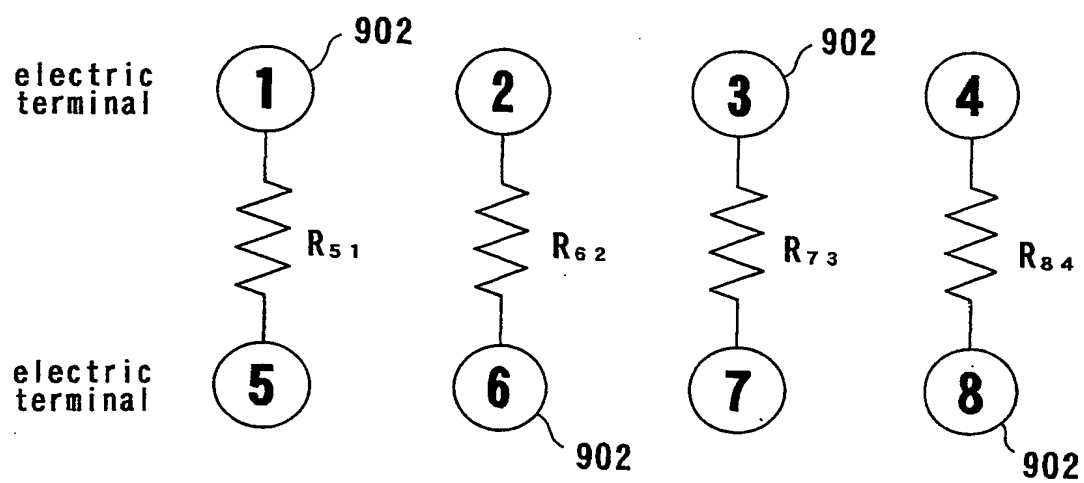 902
902
electric
terminal
1 2 3 4
R51 R62 R73 R84
electric
terminal
5 6 7 8
902
902